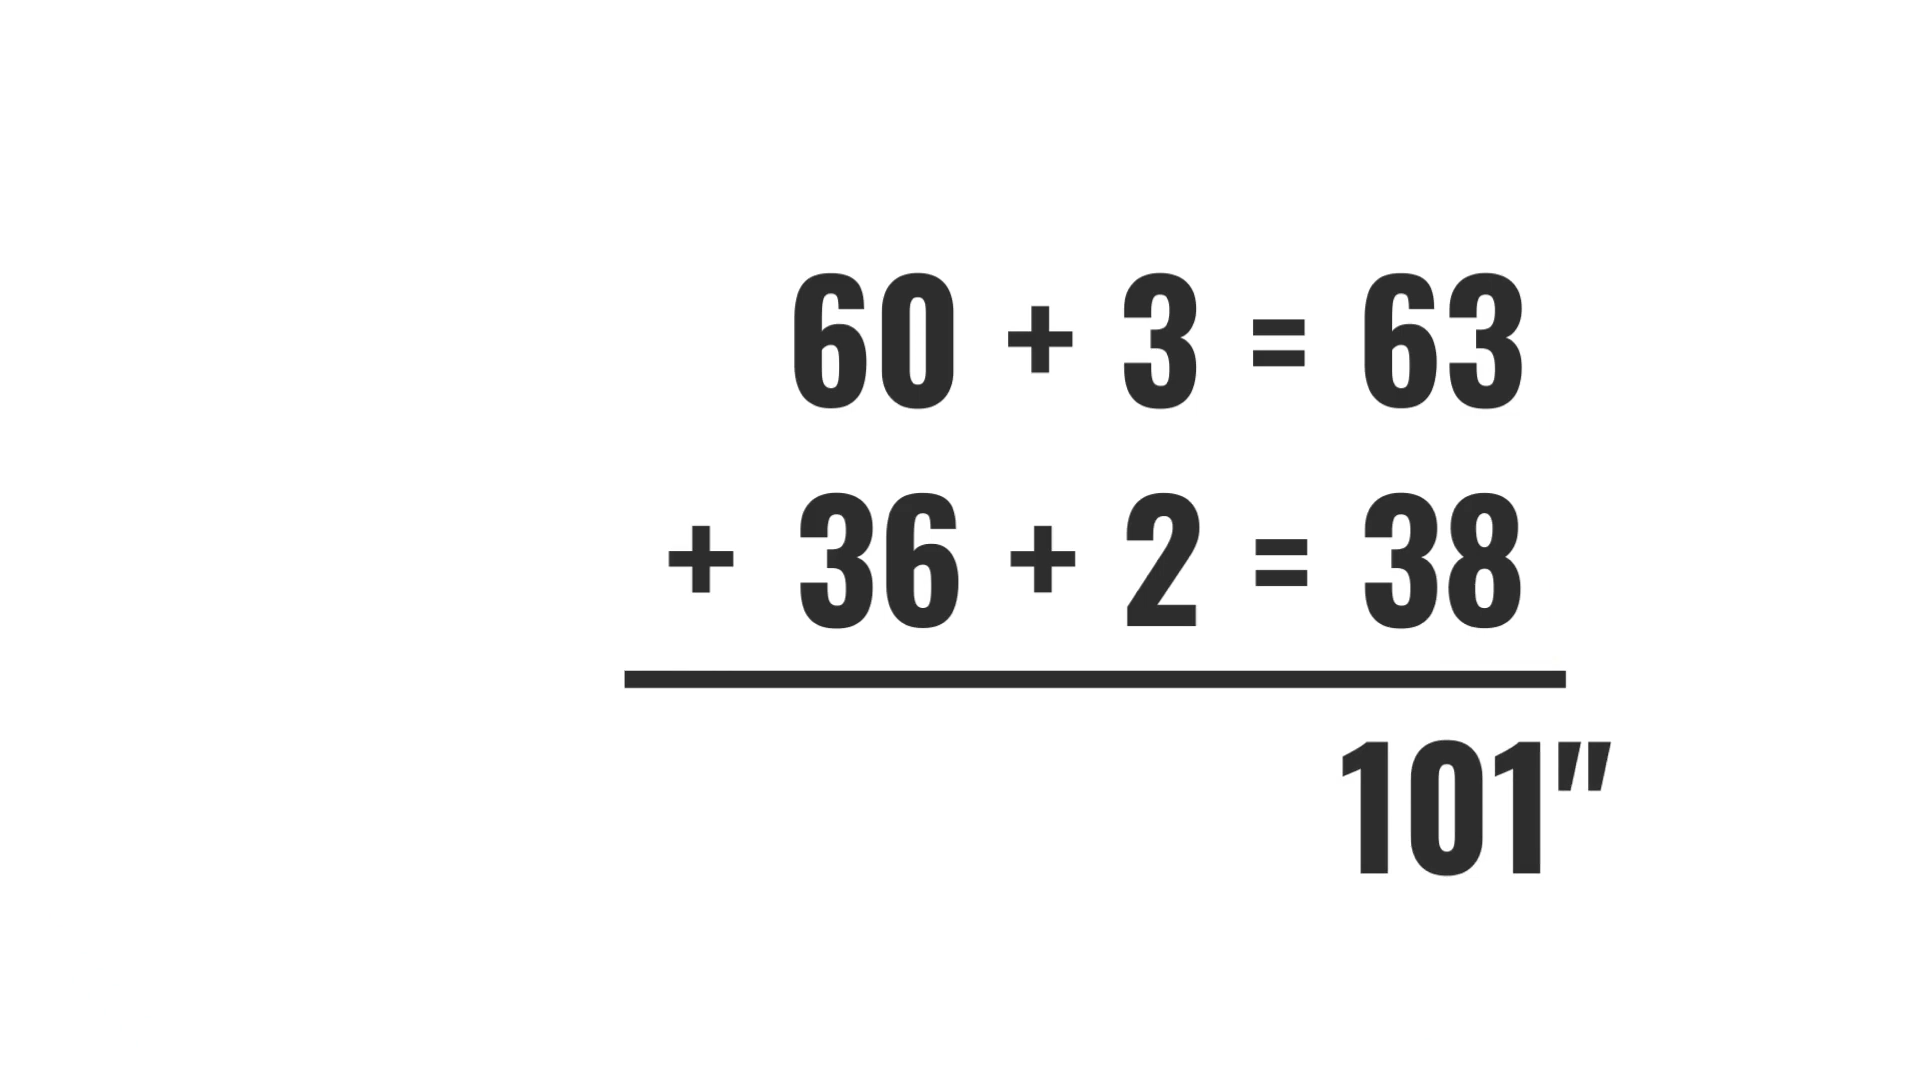 60 + 3 = 63
+ 36 + 2 = 38
101"